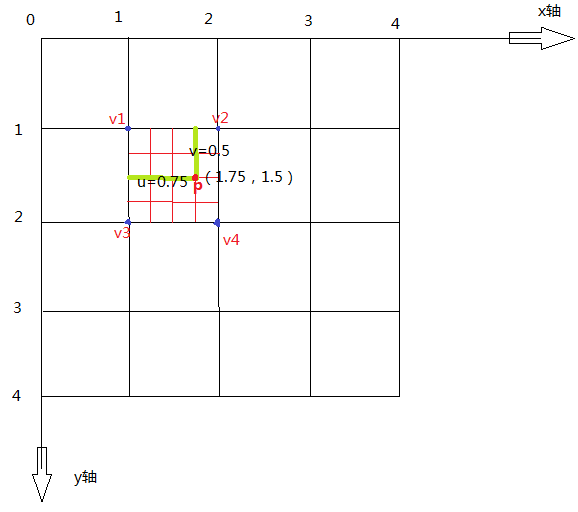 x轴
0 1 2 3 4
v1 v2
1
v=0.5
u=0.75 p （1.75，1.5）
2
v3 v4
3
4
y轴